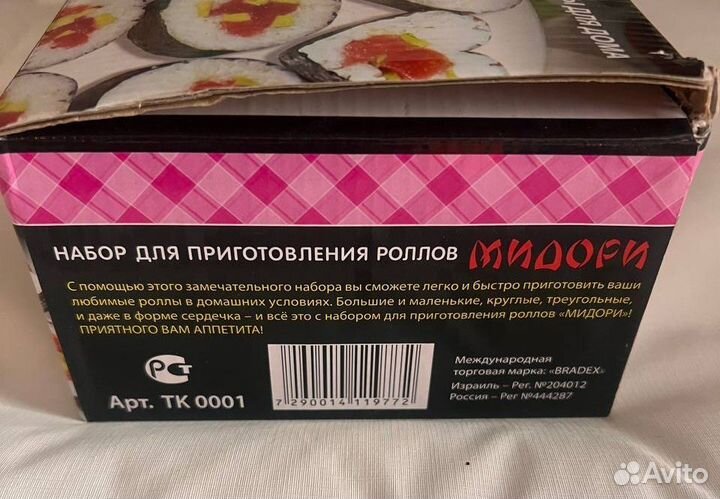 ДЛЯ ДОМА
НАБОР ДЛЯ ПРИГОТОВЛЕНИЯ РОЛЛОВ МИДОРИ
С помощью этого замечательного набора вы сможете легко и быстро приготовить ваши
любимые роллы в домашних условиях. Большие и маленькие, круглые, треугольные,
и даже в форме сердечка – и всё это с набором для приготовления роллов «МИДОРИ»!
ПРИЯТНОГО ВАМ АППЕТИТА!
РСТ
Арт. ТК 0001
7 290014 119772
Международная
торговая марка: «BRADEX»
Израиль – Рег. №204012
Россия – Рег №444287
Avito